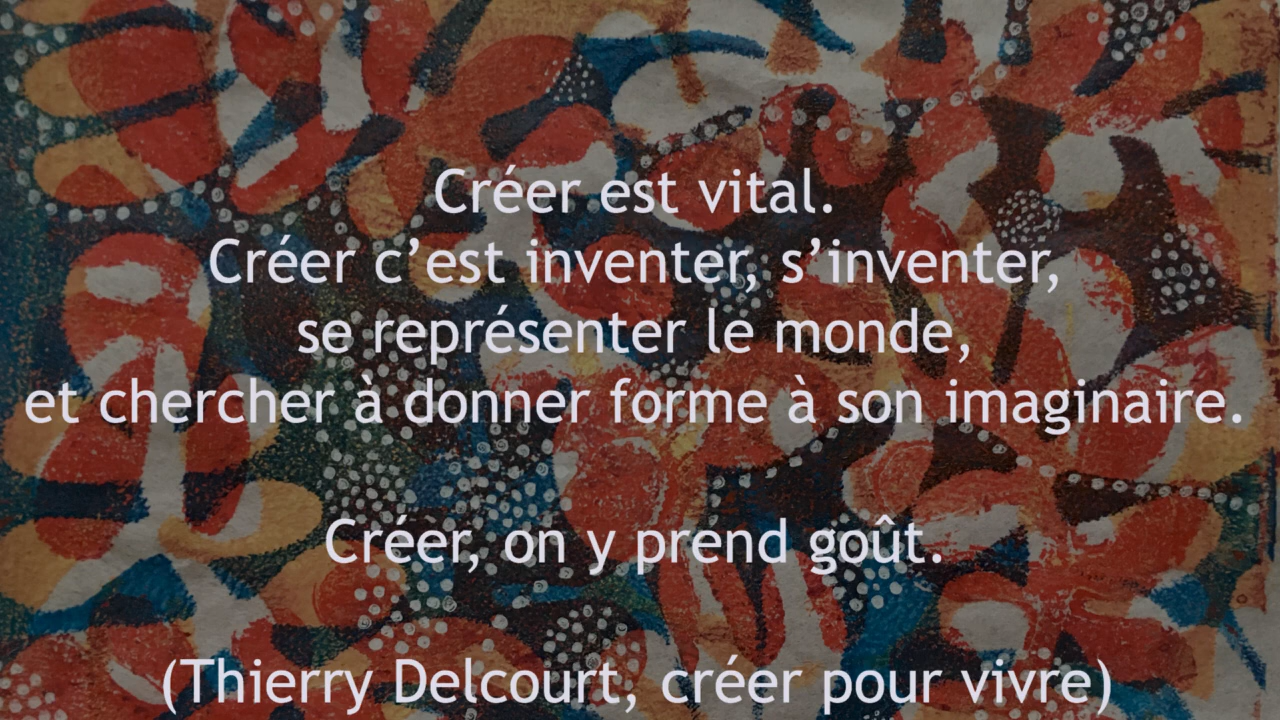 Créer est vital.
Créer c’est inventer, s’inventer,
se représenter le monde,
et chercher à donner forme à son imaginaire.
Créer, on y prend goût.
(Thierry Delcourt, créer pour vivre)